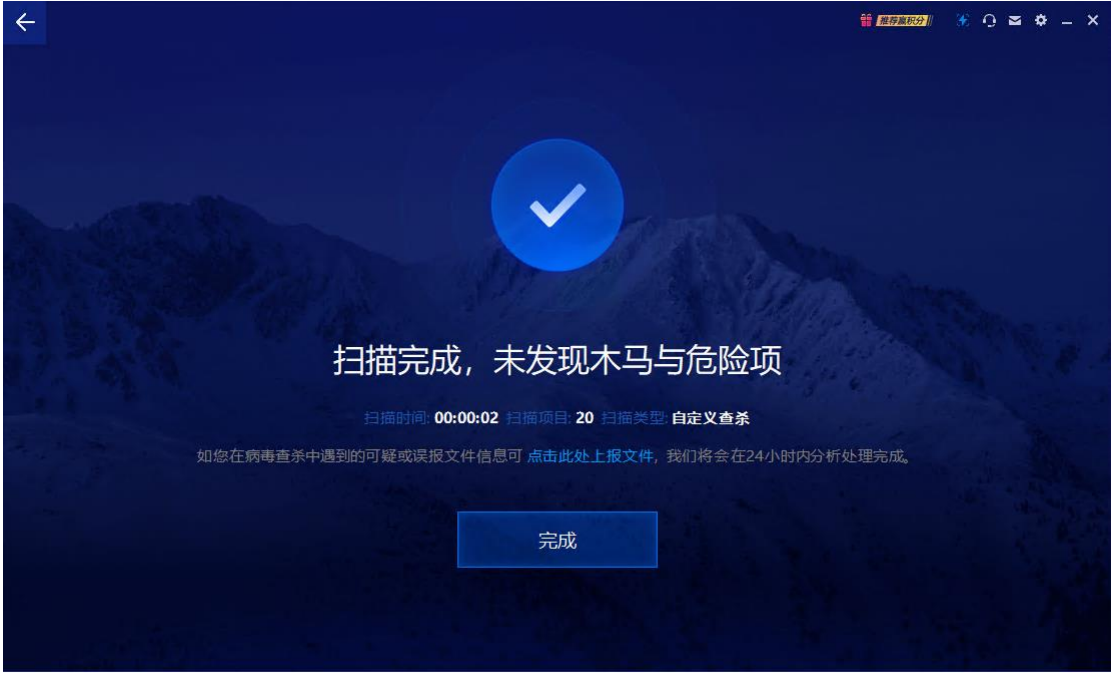 推荐赢积分
扫描完成，未发现木马与危险项
扫描时间: 00:00:02 扫描项目: 20 扫描类型: 自定义查杀
如您在病毒查杀中遇到的可疑或误报文件信息可 点击此处上报文件，我们将会在24小时内分析处理完成。
完成